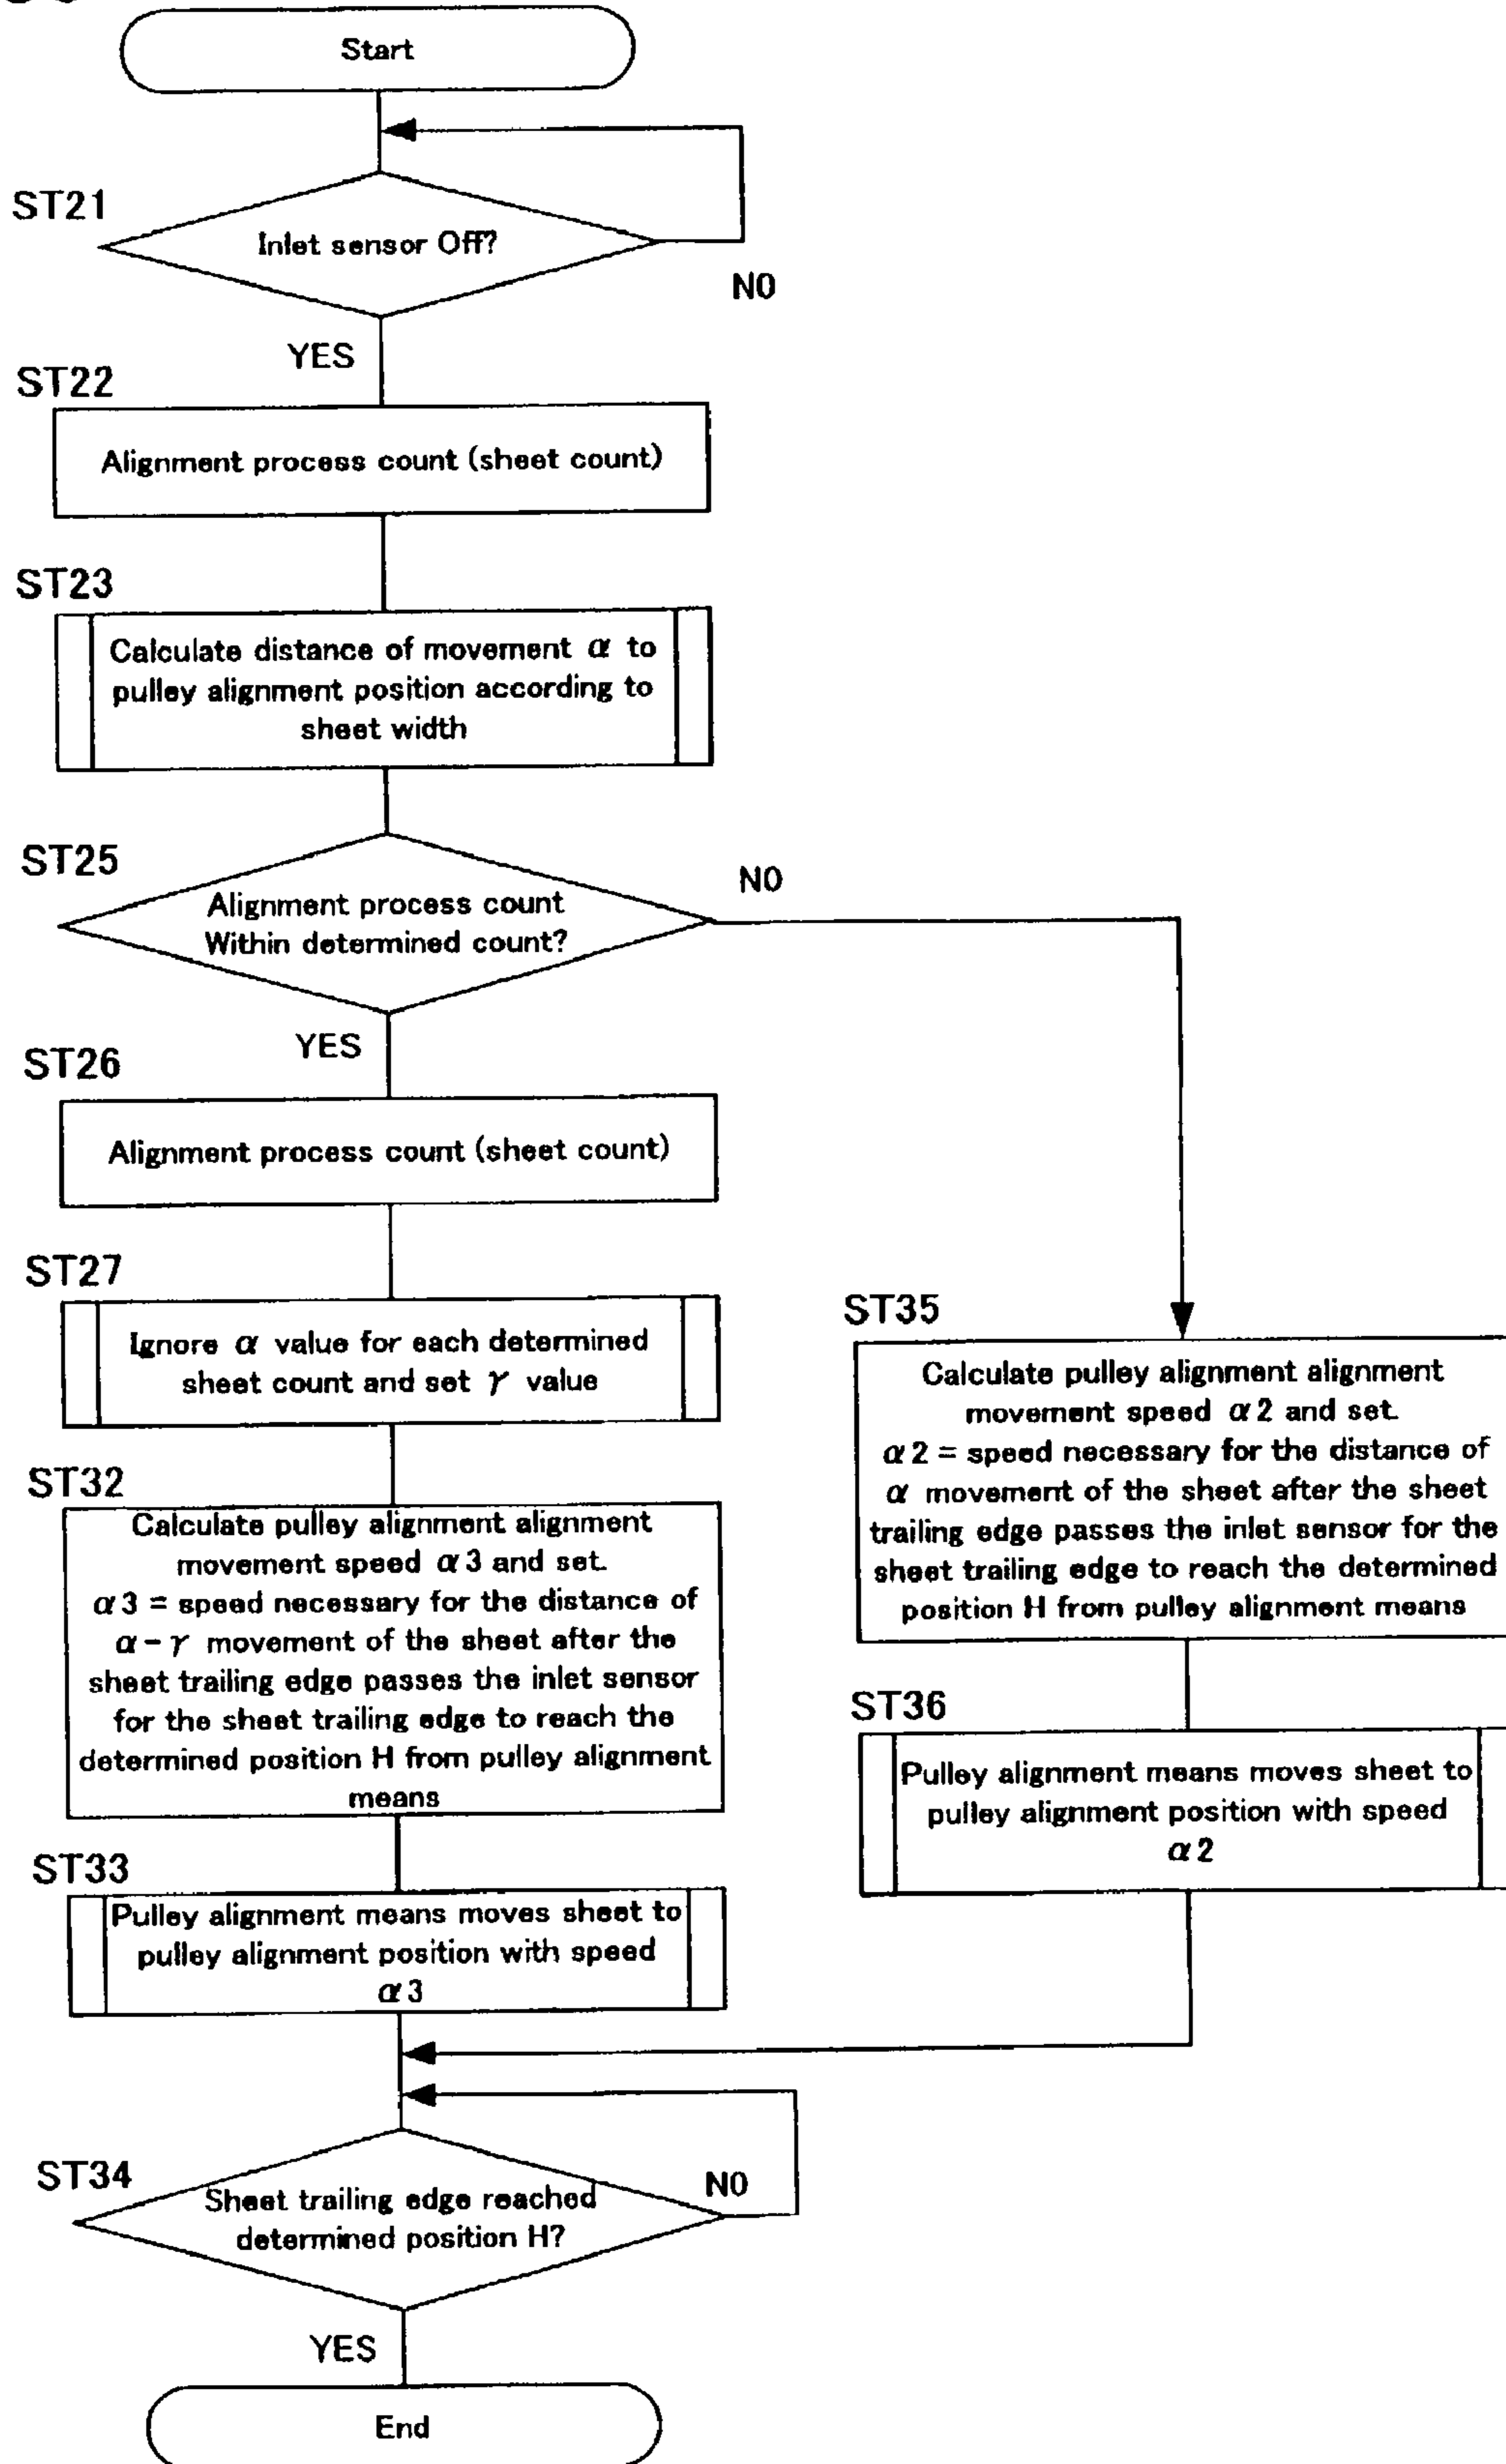 Start
ST21
Inlet sensor Off?
NO
YES
ST22
Alignment process count (sheet count)
ST23
Calculate distance of movement α to
pulley alignment position according to
sheet width
ST25
Alignment process count
Within determined count?
NO
YES
ST26
Alignment process count (sheet count)
ST27
Ignore α value for each determined
sheet count and set γ value
ST32
Calculate pulley alignment alignment
movement speed α3 and set.
α3 = speed necessary for the distance of
α-γ movement of the sheet after the
sheet trailing edge passes the inlet sensor
for the sheet trailing edge to reach the
determined position H from pulley alignment
means
ST33
Pulley alignment means moves sheet to
pulley alignment position with speed
α3
ST35
Calculate pulley alignment alignment
movement speed α2 and set.
α2 = speed necessary for the distance of
α movement of the sheet after the sheet
trailing edge passes the inlet sensor for the
sheet trailing edge to reach the determined
position H from pulley alignment means
ST36
Pulley alignment means moves sheet to
pulley alignment position with speed
α2
ST34
Sheet trailing edge reached
determined position H?
NO
YES
End